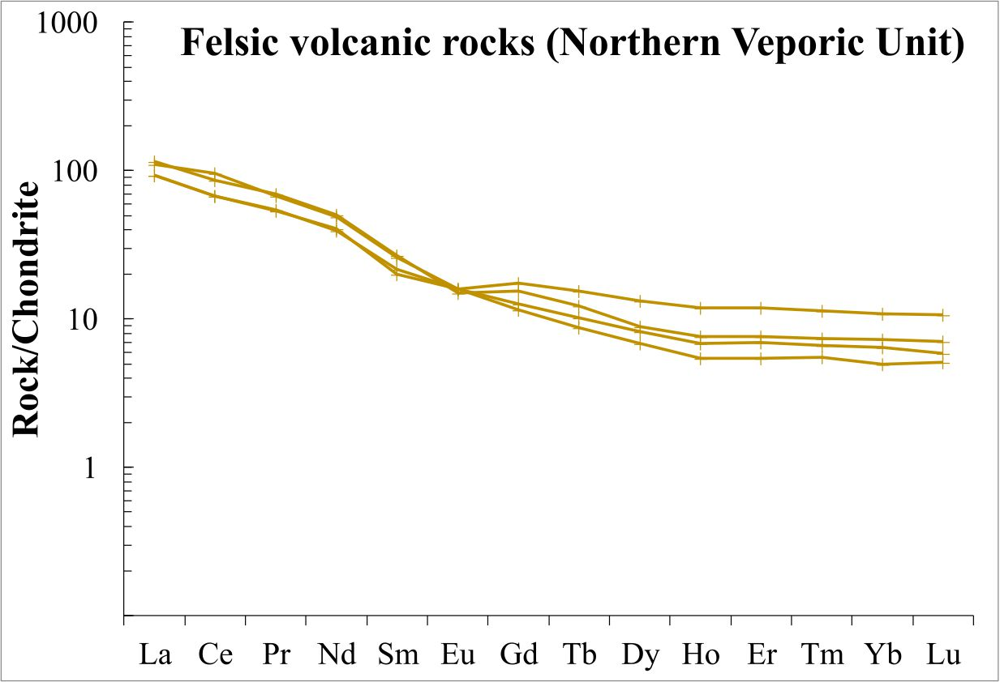 Felsic volcanic rocks (Northern Veporic Unit)
Rock/Chondrite
1000
100
10
1
La Ce Pr Nd Sm Eu Gd Tb Dy Ho Er Tm Yb Lu